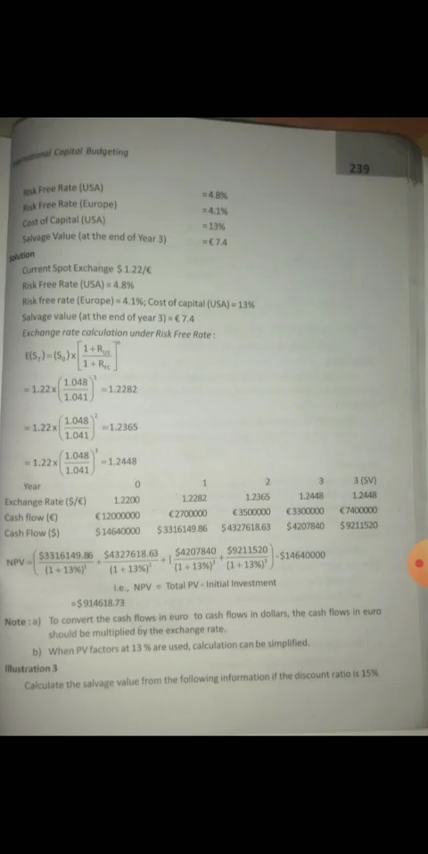 Capital Budgeting
239
Risk Free Rate (USA) =4.8%
Risk Free Rate (Europe) =4.1%
Cost of Capital (USA) =13%
Salvage Value (at the end of Year 3) =€7.4
Solution
Current Spot Exchange $1.22/€
Risk Free Rate (USA) = 4.8%
Risk free rate (Europe) = 4.1%; Cost of capital (USA) = 13%
Salvage value (at the end of year 3) = €7.4
Exchange rate calculation under Risk Free Rate :
=1.22x(1.048/1.041)¹ =1.2282
=1.22x(1.048/1.041)² =1.2365
=1.22x(1.048/1.041)³ =1.2448
Year 0 1 2 3 3 (SV)
Exchange Rate ($/€) 1.2200 1.2282 1.2365 1.2448 1.2448
Cash flow (€) €12000000 €2700000 €3500000 €3300000 €7400000
Cash Flow ($) $14640000 $3316149.86 $4327618.63 $4207840 $9211520
NPV=($3316149.86/(1+13%)¹ + $4327618.63/(1+13%)² + ($4207840/(1+13%)³ + $9211520/(1+13%)³)-$14640000
i.e., NPV = Total PV - Initial Investment
=$914618.73
Note : a) To convert the cash flows in euro to cash flows in dollars, the cash flows in euro
should be multiplied by the exchange rate.
b) When PV factors at 13 % are used, calculation can be simplified.
Illustration 3
Calculate the salvage value from the following information if the discount ratio is 15%